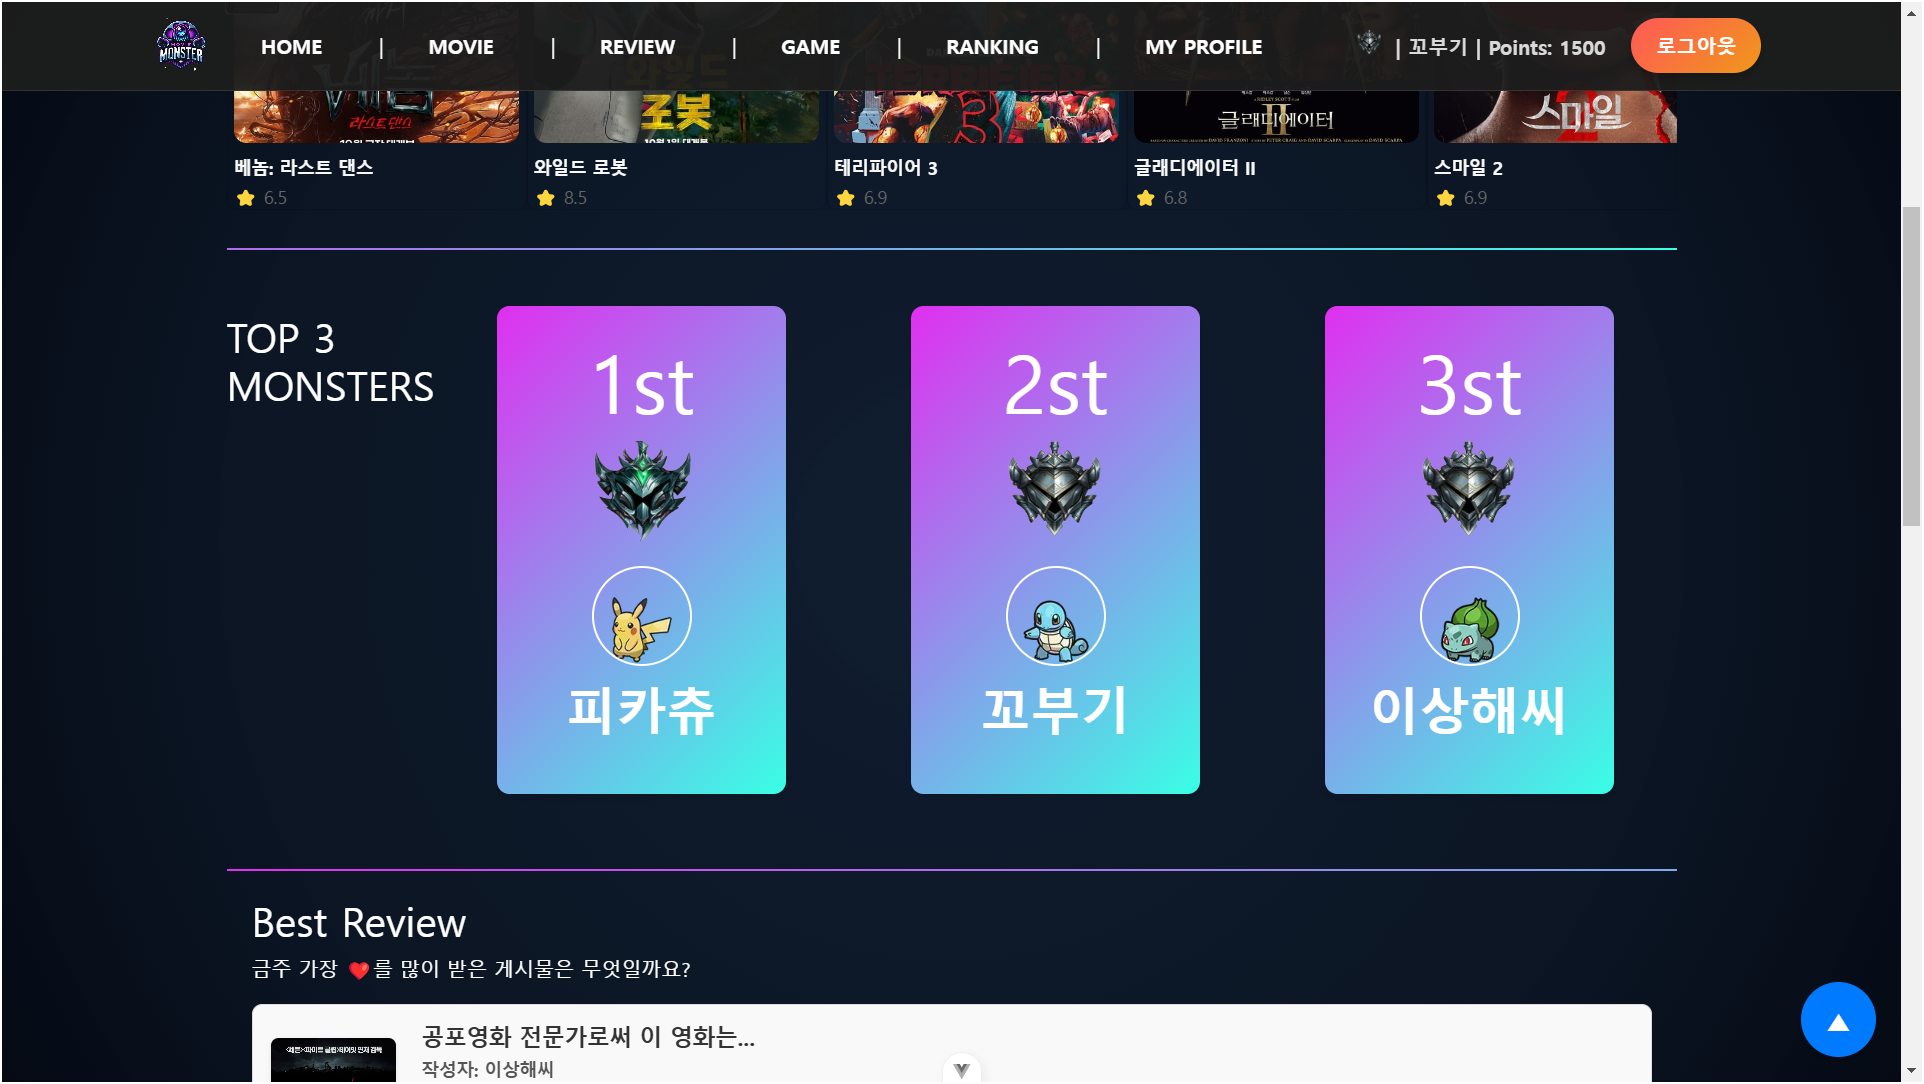 MOVIE
MONSTER
HOME | MOVIE | REVIEW | GAME | RANKING | MY PROFILE
| 꼬부기 | Points: 1500
로그아웃
라스트 댄스
로봇
글래디에이터
II
스마일
베놈: 라스트 댄스
6.5
와일드 로봇
8.5
테리파이어 3
6.9
글래디에이터 II
6.8
스마일 2
6.9
TOP 3
MONSTERS
1st
피카츄
2st
꼬부기
3st
이상해씨
Best Review
금주 가장 ❤️를 많이 받은 게시물은 무엇일까요?
공포영화 전문가로써 이 영화는...
작성자: 이상해씨